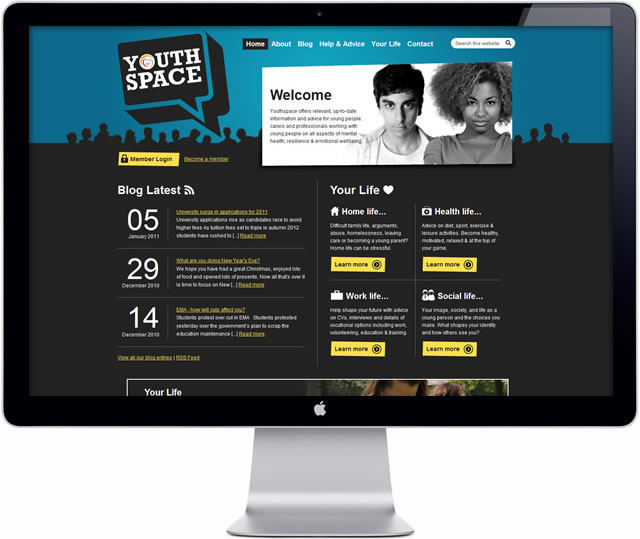 YOUTH
SPACE
Home About Blog Help & Advice Your Life Contact
Search this website
Welcome
Youthspace offers relevant, up-to-date
information and advice for young people,
carers and professionals working with
young people on all aspects of mental
health, resilience & emotional wellbeing.
Member Login
Become a member
Blog Latest
05
January 2011
University surge in applications for 2011
University applications rise as candidates race to avoid
higher fees As tuition fees set to triple in autumn 2012
students have rushed to [...] Read more
29
December 2010
What are you doing New Year's Eve?
We hope you have had a great Christmas, enjoyed lots
of food and opened lots of presents. Now all that's over it
is time to focus on New [...] Read more
14
December 2010
EMA - how will cuts affect you?
Students protest over cut in EMA Students protested
yesterday over the government's plan to scrap the
education maintenance [...] Read more
View all our blog entries | RSS Feed
Your Life
Home life...
Difficult family life, arguments,
abuse, homelessness, leaving
care or becoming a young parent?
Home life can be stressful.
Learn more
Health life...
Advice on diet, sport, exercise &
leisure activities. Become healthy,
motivated, relaxed & at the top of
your game.
Learn more
Work life...
Help shape your future with advice
on CVs, interviews and details of
vocational options including work,
volunteering, education & training.
Learn more
Social life...
Your image, society, and life as a
young person and the choices you
make. What shapes your identity
and how others see you?
Learn more
Your Life